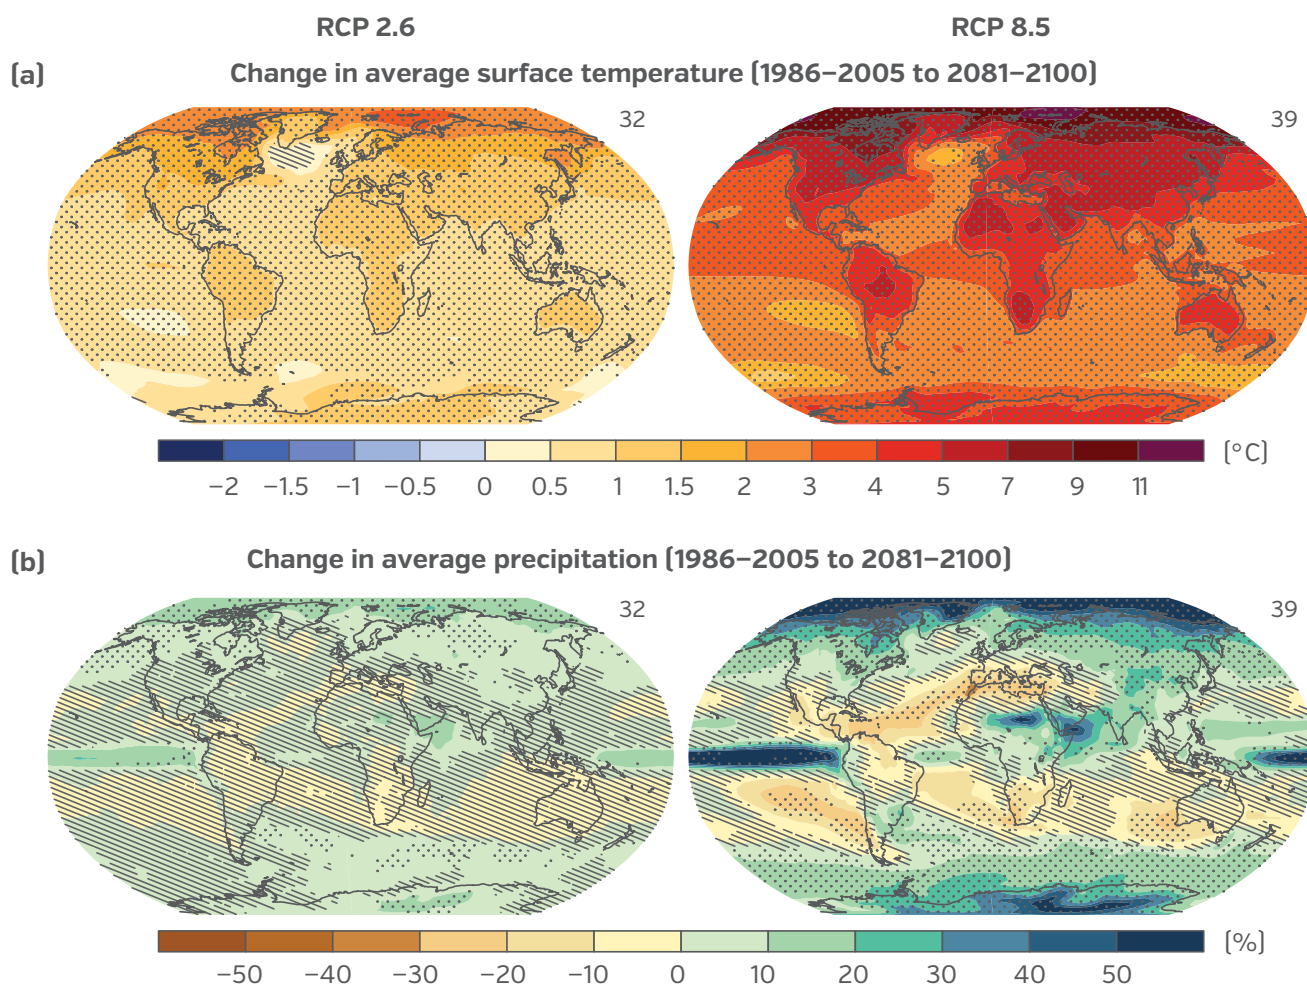 RCP 2.6 RCP 8.5
(a) Change in average surface temperature (1986–2005 to 2081–2100)
32 39
−2 −1.5 −1 −0.5 0 0.5 1 1.5 2 3 4 5 7 9 11 (°C)
(b) Change in average precipitation (1986–2005 to 2081–2100)
32 39
−50 −40 −30 −20 −10 0 10 20 30 40 50 (%)